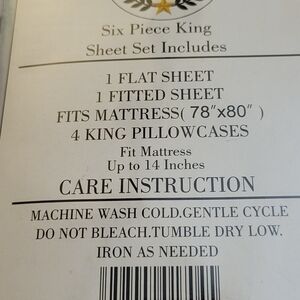 Six Piece King
Sheet Set Includes
1 FLAT SHEET
1 FITTED SHEET
FITS MATTRESS( 78"x80" )
4 KING PILLOWCASES
Fit Mattress
Up to 14 Inches
CARE INSTRUCTION
MACHINE WASH COLD.GENTLE CYCLE
DO NOT BLEACH.TUMBLE DRY LOW.
IRON AS NEEDED